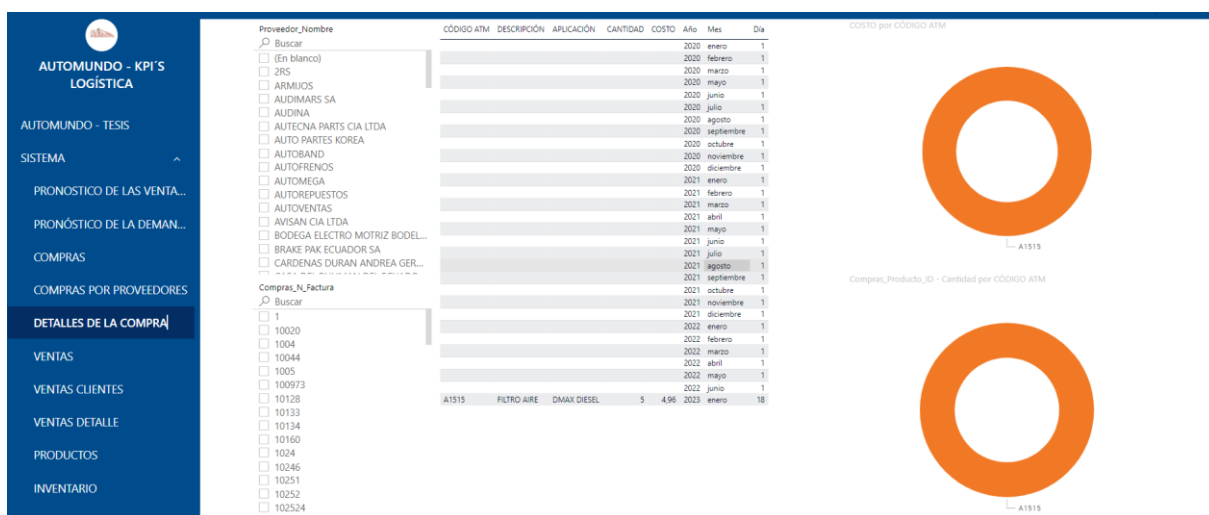 AUTOMUNDO - KPI´S
LOGÍSTICA
AUTOMUNDO - TESIS
SISTEMA
PRONOSTICO DE LAS VENTA...
PRONÓSTICO DE LA DEMAN...
COMPRAS
COMPRAS POR PROVEEDORES
DETALLES DE LA COMPRA
VENTAS
VENTAS CLIENTES
VENTAS DETALLE
PRODUCTOS
INVENTARIO
Proveedor_Nombre
Buscar
(En blanco)
2RS
ARMIJOS
AUDIMARS SA
AUDINA
AUTECNA PARTS CIA LTDA
AUTO PARTES KOREA
AUTOBAND
AUTOFRENOS
AUTOMEGA
AUTOREPUESTOS
AUTOVENTAS
AVISAN CIA LTDA
BODEGA ELECTRO MOTRIZ BODEL...
BRAKE PAK ECUADOR SA
CARDENAS DURAN ANDREA GER...
Compras_N_Factura
Buscar
1
10020
1004
10044
1005
100973
10128
10133
10134
10160
1024
10246
10251
10252
102524
CÓDIGO ATM DESCRIPCIÓN APLICACIÓN CANTIDAD COSTO Año Mes Día
2020 enero 1
2020 febrero 1
2020 marzo 1
2020 mayo 1
2020 junio 1
2020 julio 1
2020 agosto 1
2020 septiembre 1
2020 octubre 1
2020 noviembre 1
2020 diciembre 1
2021 enero 1
2021 febrero 1
2021 marzo 1
2021 abril 1
2021 mayo 1
2021 junio 1
2021 julio 1
2021 agosto 1
2021 septiembre 1
2021 octubre 1
2021 noviembre 1
2021 diciembre 1
2022 enero 1
2022 febrero 1
2022 marzo 1
2022 abril 1
2022 mayo 1
2022 junio 1
A1515 FILTRO AIRE DMAX DIESEL 5 4,96 2023 enero 18
COSTO por CÓDIGO ATM
A1515
Compras_Producto_ID - Cantidad por CÓDIGO ATM
A1515